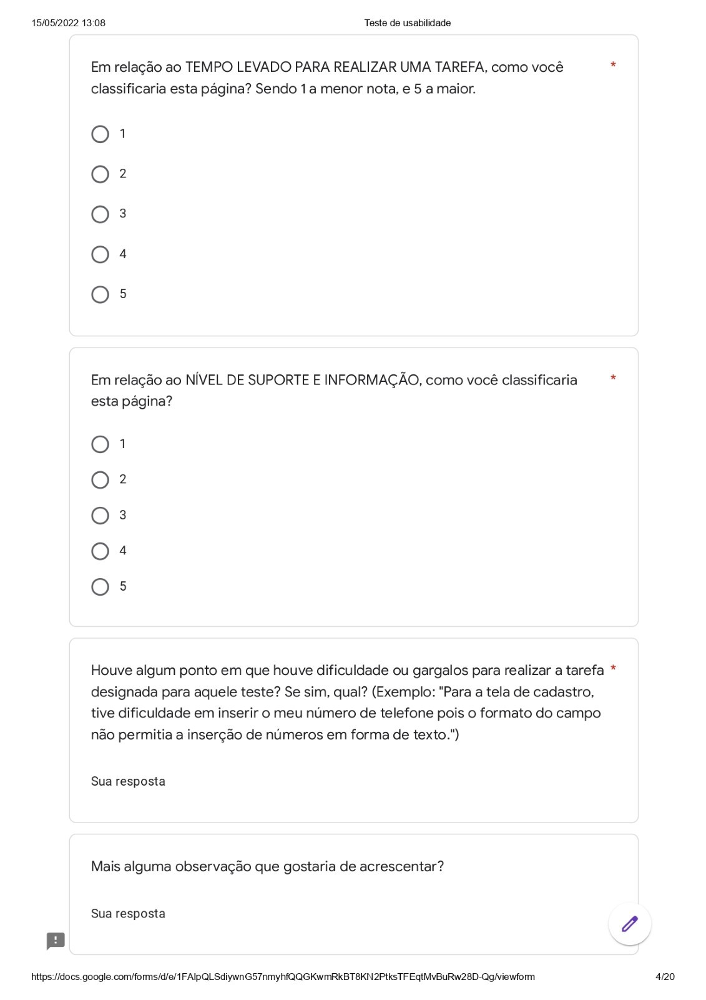 15/05/2022 13:08
Teste de usabilidade
Em relação ao TEMPO LEVADO PARA REALIZAR UMA TAREFA, como você *
classificaria esta página? Sendo 1 a menor nota, e 5 a maior.
1
2
3
4
5
Em relação ao NÍVEL DE SUPORTE E INFORMAÇÃO, como você classificaria *
esta página?
1
2
3
4
5
Houve algum ponto em que houve dificuldade ou gargalos para realizar a tarefa *
designada para aquele teste? Se sim, qual? (Exemplo: "Para a tela de cadastro,
tive dificuldade em inserir o meu número de telefone pois o formato do campo
não permitia a inserção de números em forma de texto.")
Sua resposta
Mais alguma observação que gostaria de acrescentar?
Sua resposta
https://docs.google.com/forms/d/e/1FAIpQLSdiywnG57nmyhfQQGKwmRkBT8KN2PtksTFEqtMvBuRw28D-Qg/viewform
4/20